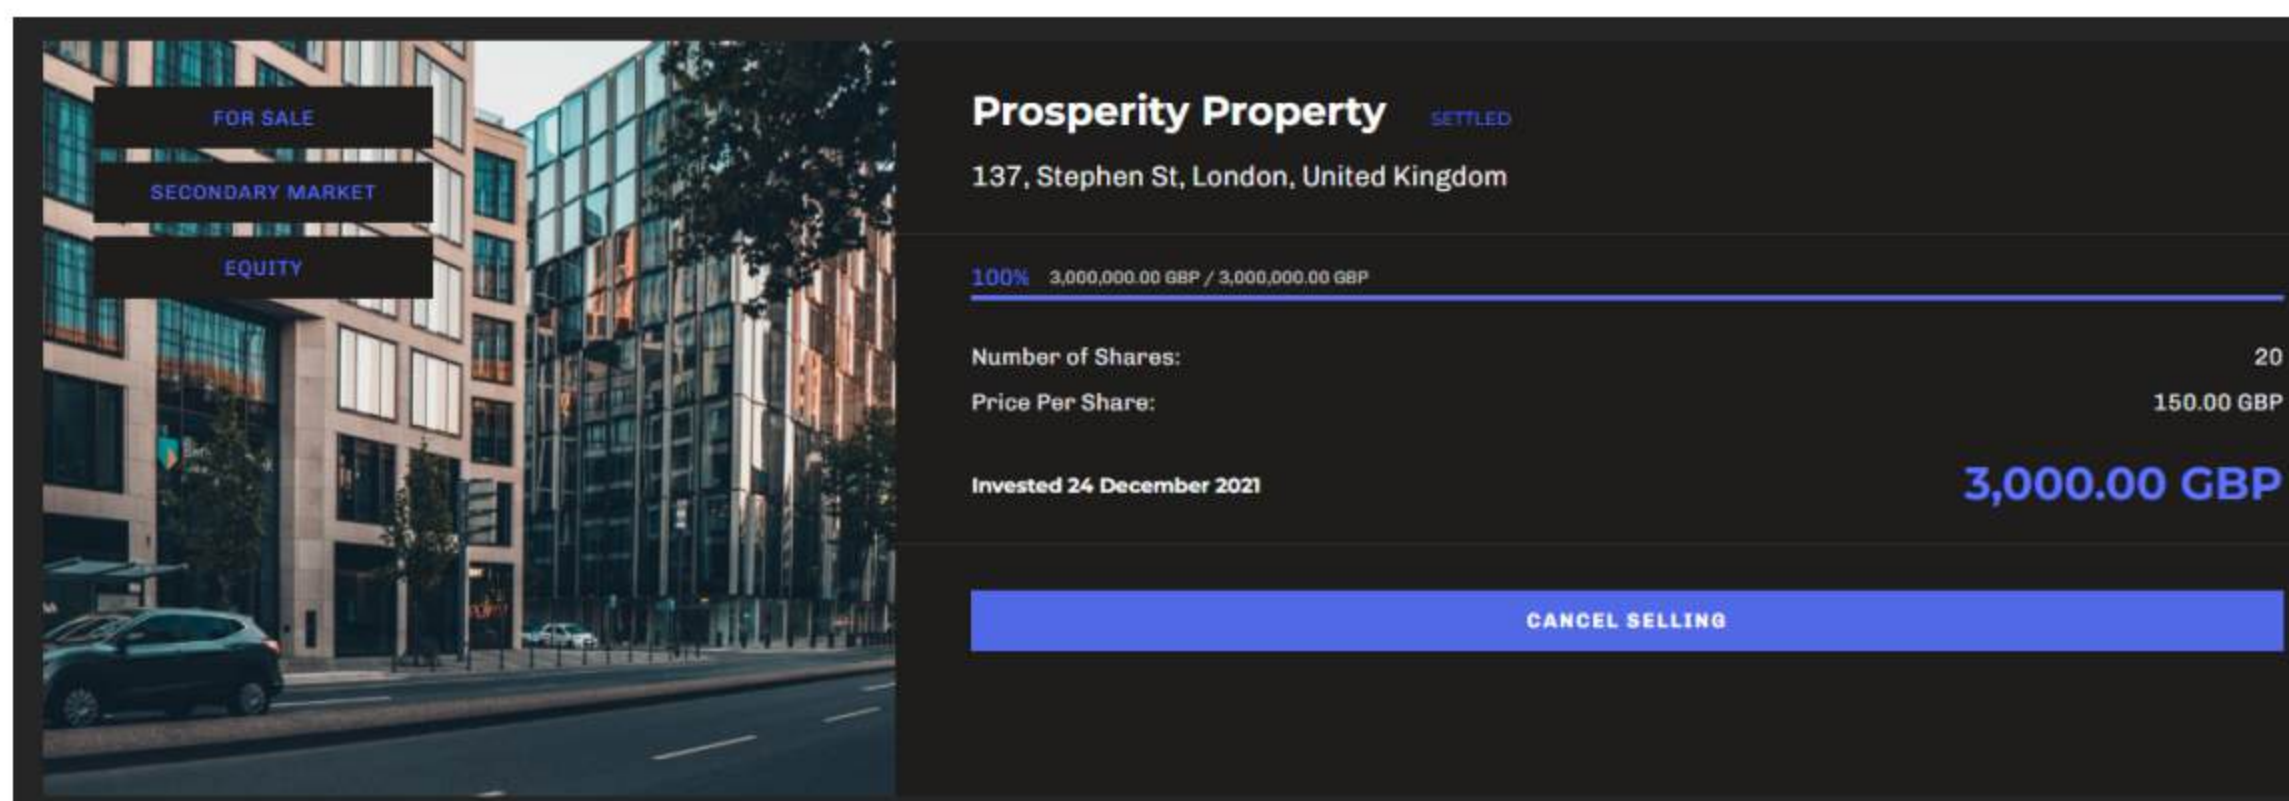 FOR SALE
SECONDARY MARKET
EQUITY
Prosperity Property SETTLED
137, Stephen St, London, United Kingdom
100% 3,000,000.00 GBP / 3,000,000.00 GBP
Number of Shares: 20
Price Per Share: 150.00 GBP
Invested 24 December 2021 3,000.00 GBP
CANCEL SELLING